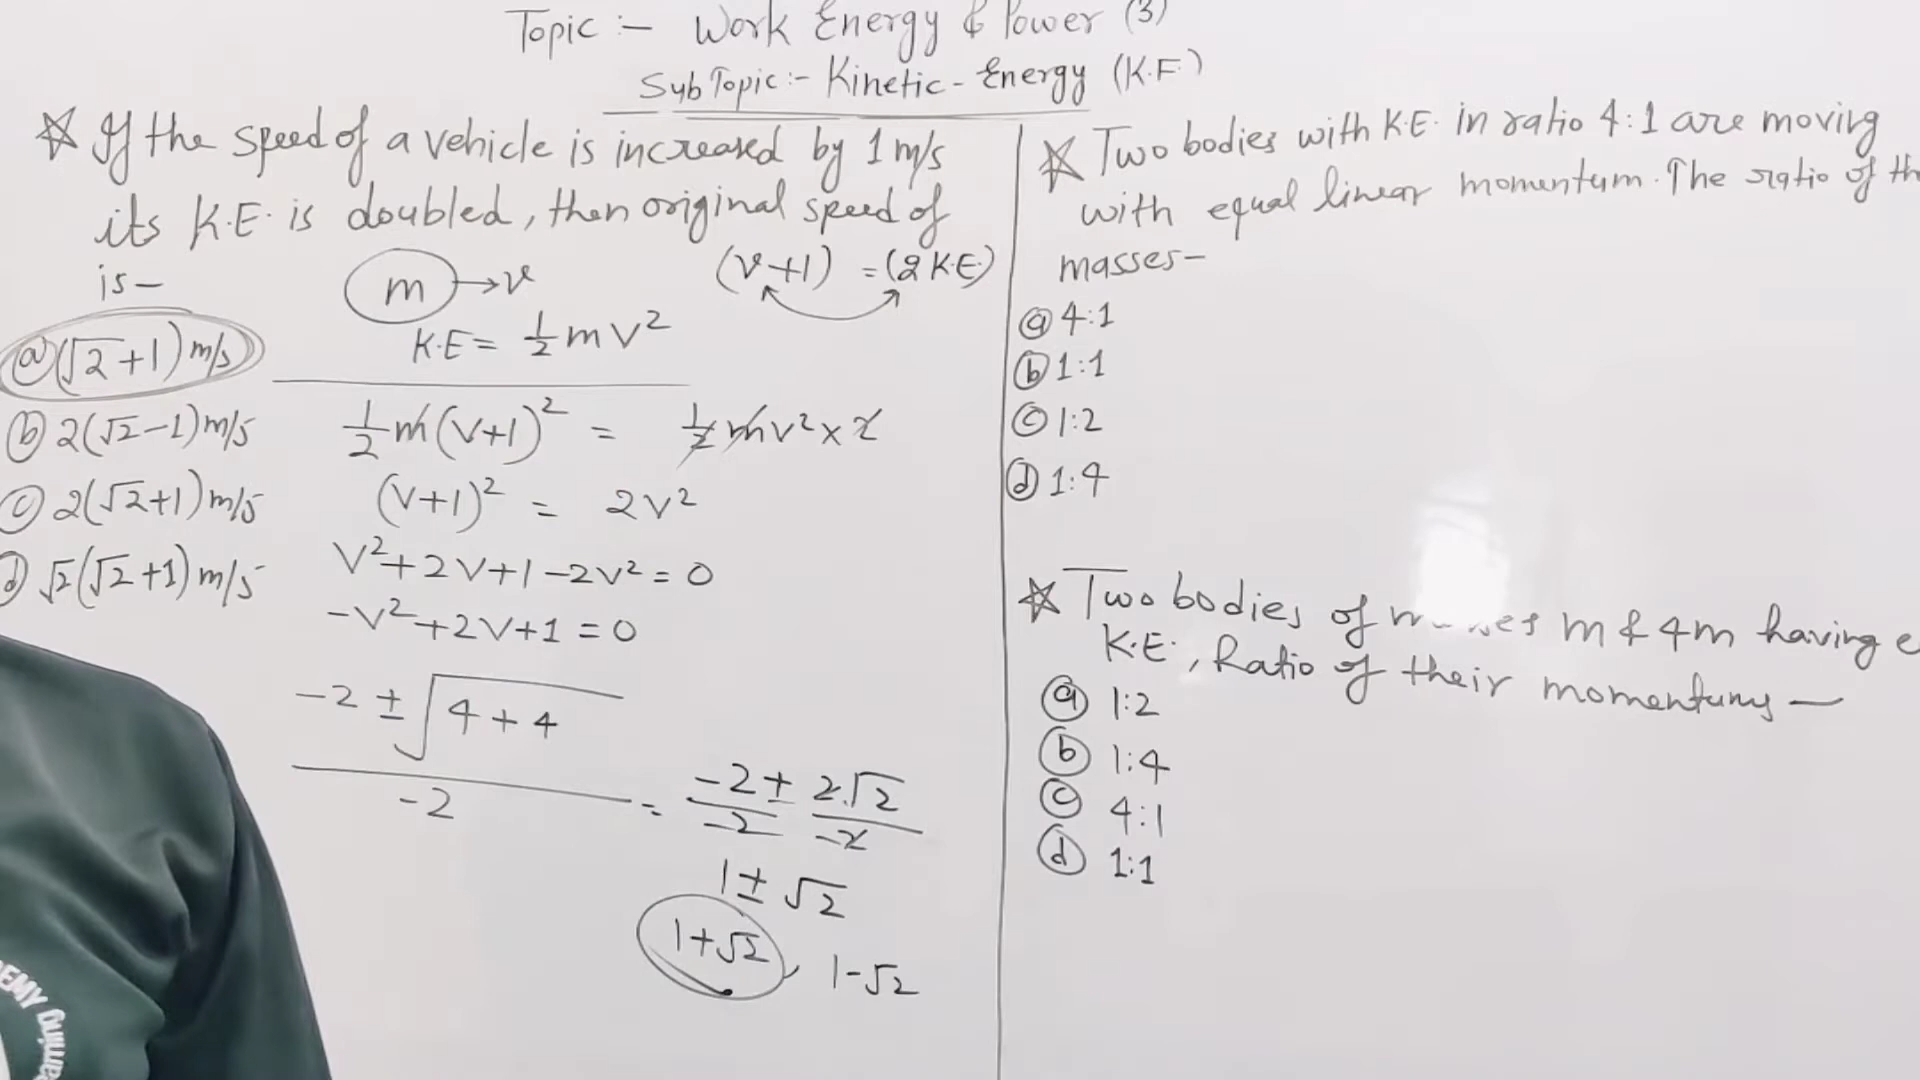 Topic :- Work Energy & Power (3)
SubTopic:- Kinetic-Energy (K.E)
☆ If the speed of a vehicle is increased by 1 m/s
its K.E. is doubled, then original speed of
is -
m → v
(v+1) = (2 K.E)
K.E = 1/2 m v²
ⓐ (√2+1) m/s
ⓑ 2(√2-1) m/s
ⓒ 2(√2+1) m/s
ⓓ √2(√2+1) m/s
1/2 m (v+1)² = 1/2 m v² × 2
(v+1)² = 2v²
v²+2v+1-2v² = 0
-v²+2v+1 = 0
-2 ± √4+4
-2
= -2 ± 2√2
-2 -2
1 ± √2
1+√2, 1-√2
☆ Two bodies with K.E. in ratio 4:1 are moving
with equal linear momentum. The ratio of
masses-
ⓐ 4:1
ⓑ 1:1
ⓒ 1:2
ⓓ 1:4
☆ Two bodies of m & 4m having
K.E., Ratio of their momentums —
ⓐ 1:2
ⓑ 1:4
ⓒ 4:1
ⓓ 1:1